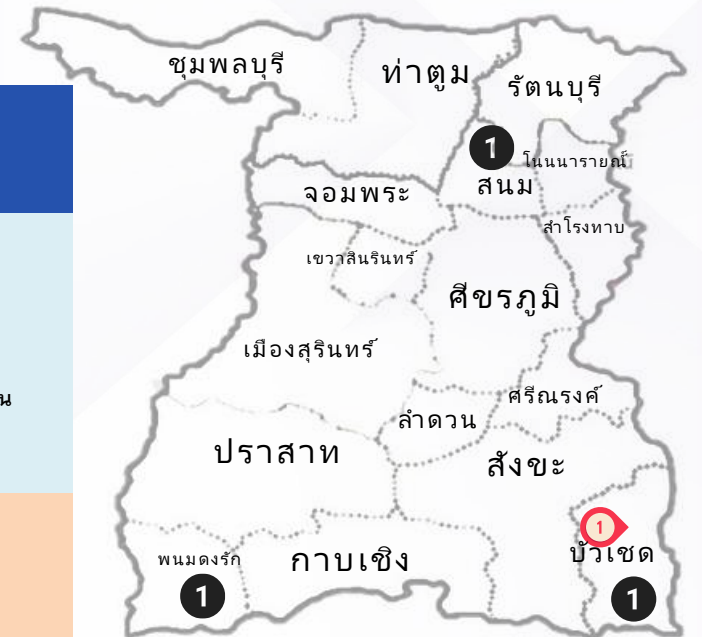 ชุมพลบุรี
ท่าตูม
รัตนบุรี
1
โนนนารายณ์
สนม
จอมพระ
สำโรงทาบ
เขวาสินรินทร์
ศีขรภูมิ
เมืองสุรินทร์
ศรีณรงค์
น
ลำดวน
ปราสาท
สังขะ
1
บัวเชด
พนมดงรัก
กาบเชิง
1
1